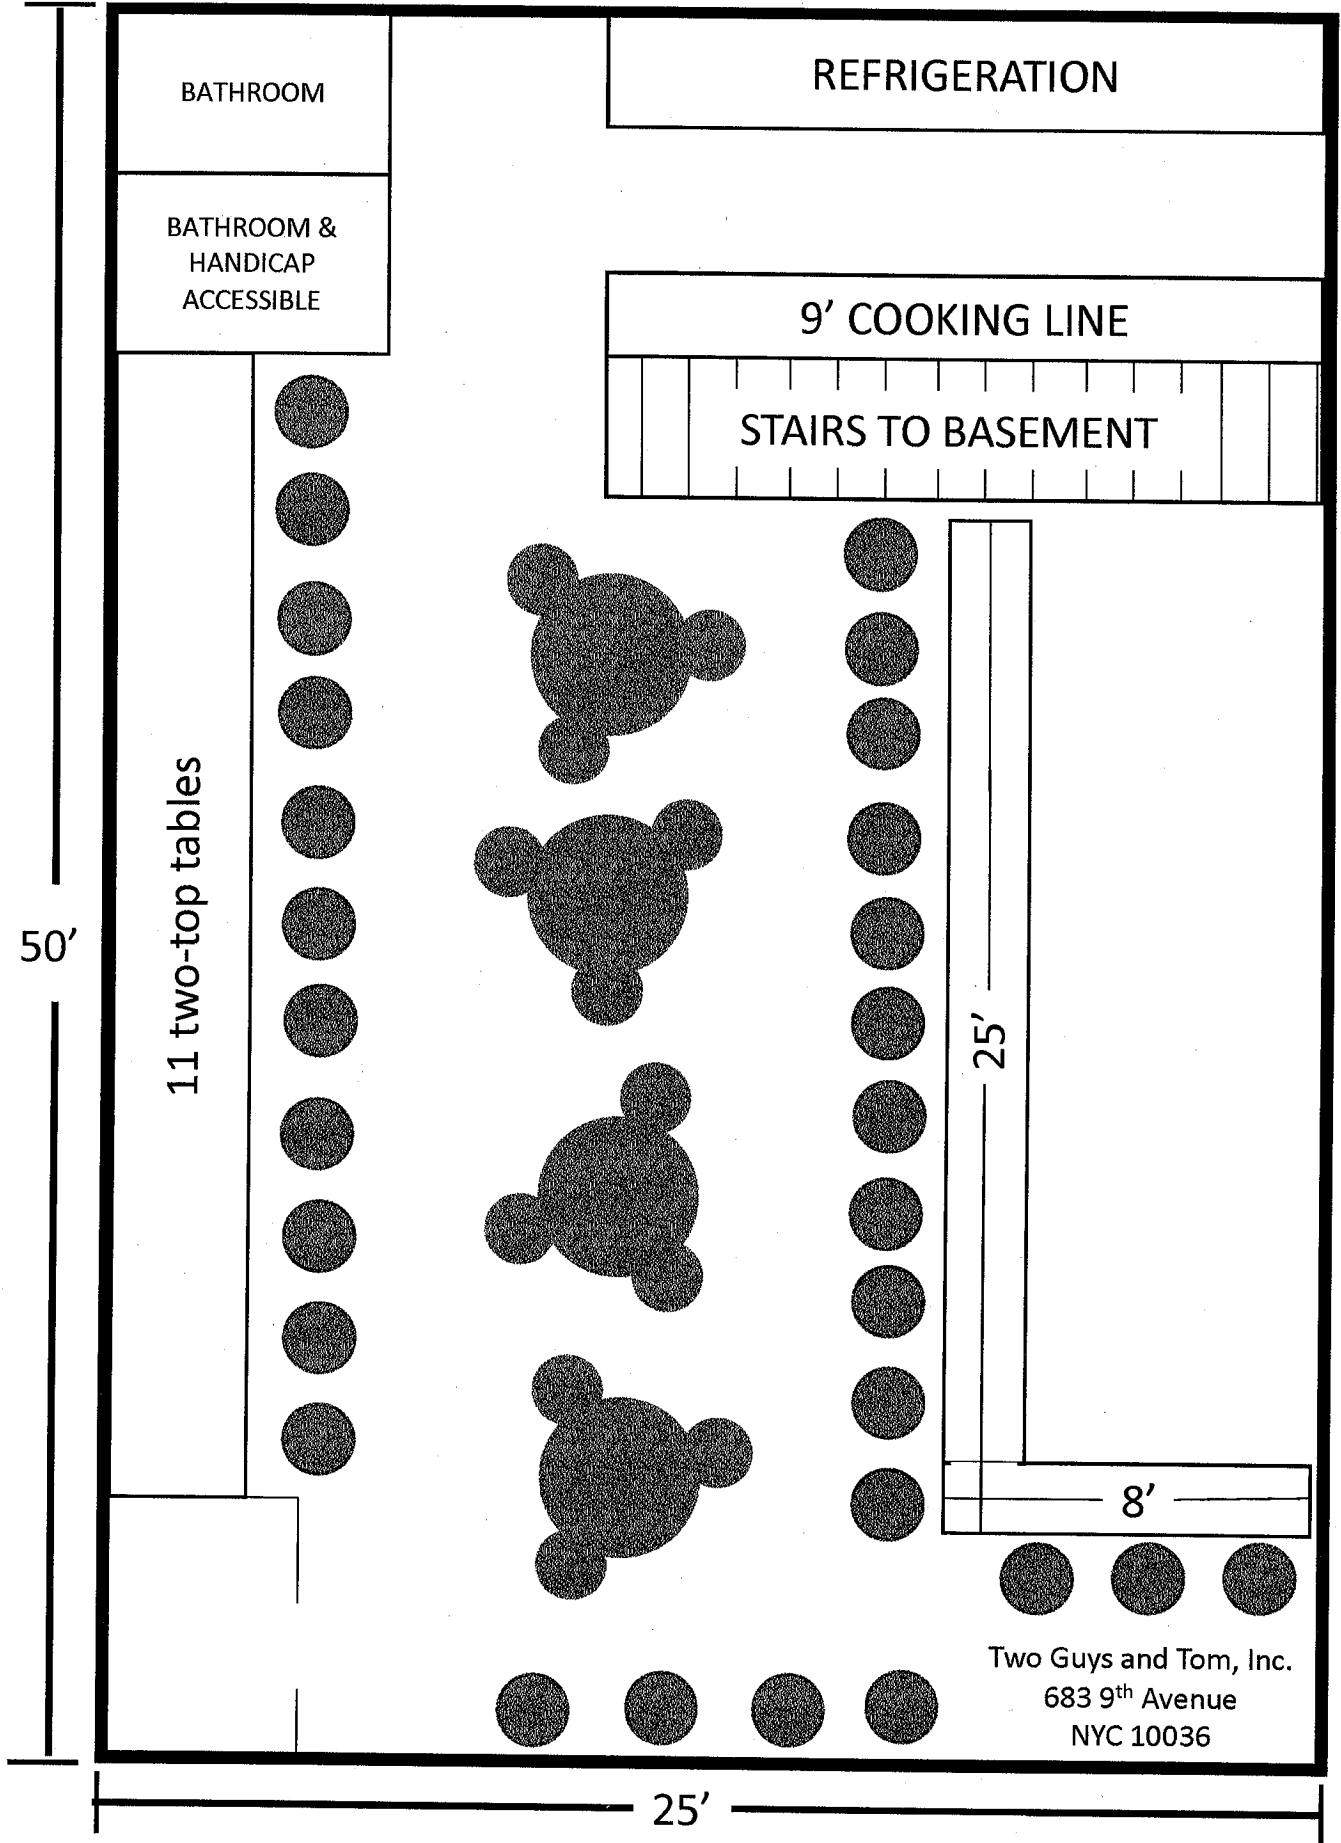 BATHROOM
REFRIGERATION
BATHROOM &
HANDICAP
ACCESSIBLE
9' COOKING LINE
STAIRS TO BASEMENT
11 two-top tables
50'
25'
8'
Two Guys and Tom, Inc.
683 9th Avenue
NYC 10036
25'